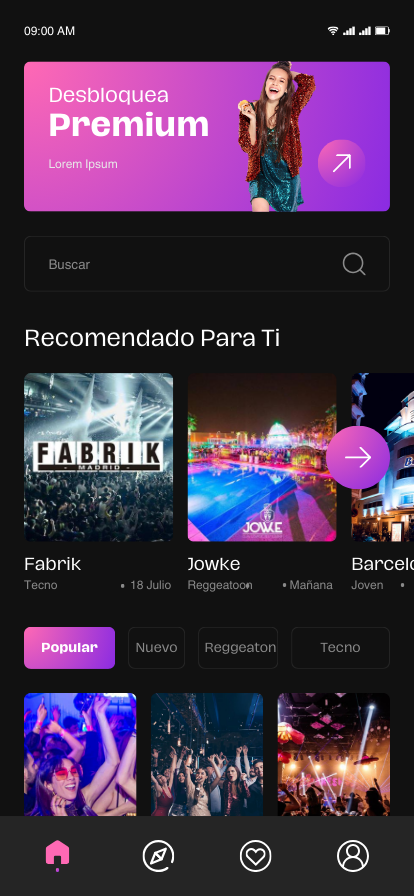 09:00 AM
Desbloquea
Premium
Lorem Ipsum
Buscar
Recomendado Para Ti
FABRIK
- MADRID -
JOWKE
Fabrik
Jowke
Barcelo
Tecno
• 18 Julio
Reggeatoon
• Mañana
Joven •
Popular
Nuevo
Reggeaton
Tecno